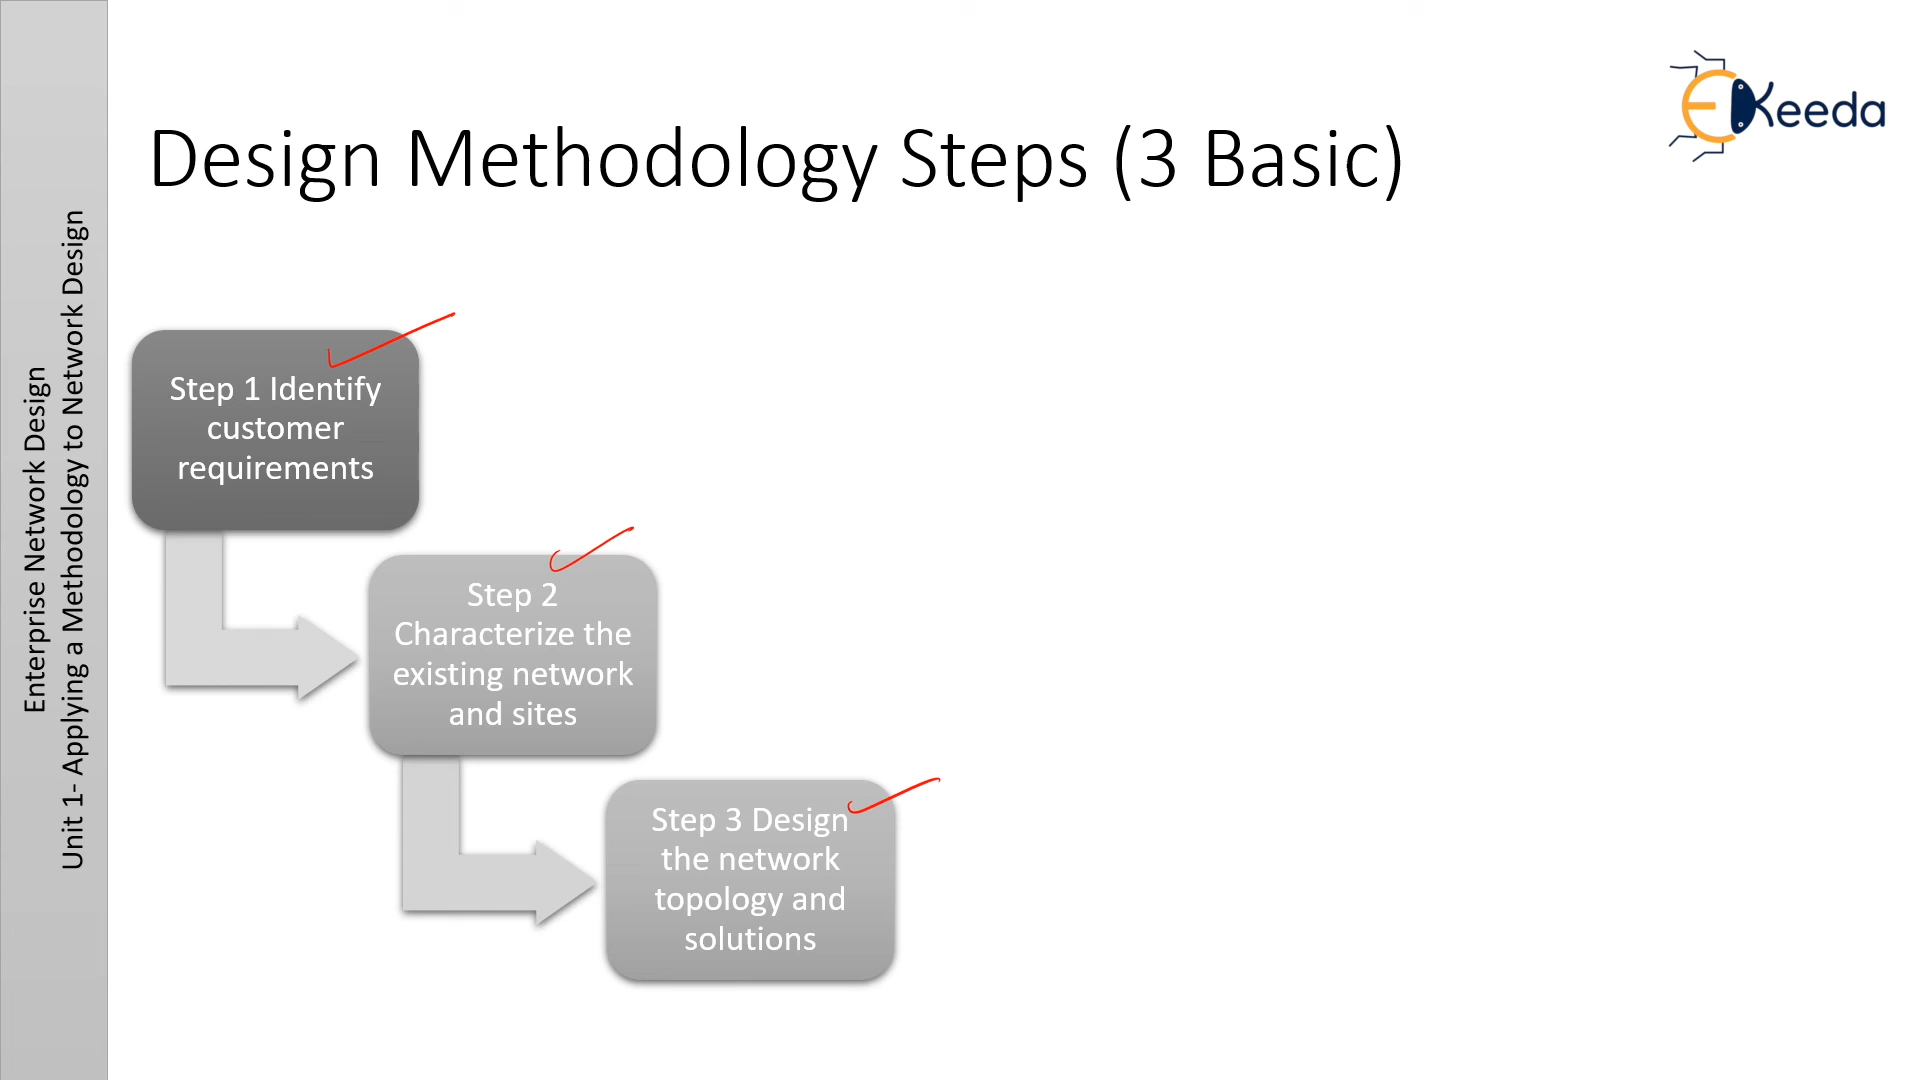 Enterprise Network Design
Unit 1- Applying a Methodology to Network Design
EKeeda
Design Methodology Steps (3 Basic)
Step 1 Identify
customer
requirements
Step 2
Characterize the
existing network
and sites
Step 3 Design
the network
topology and
solutions